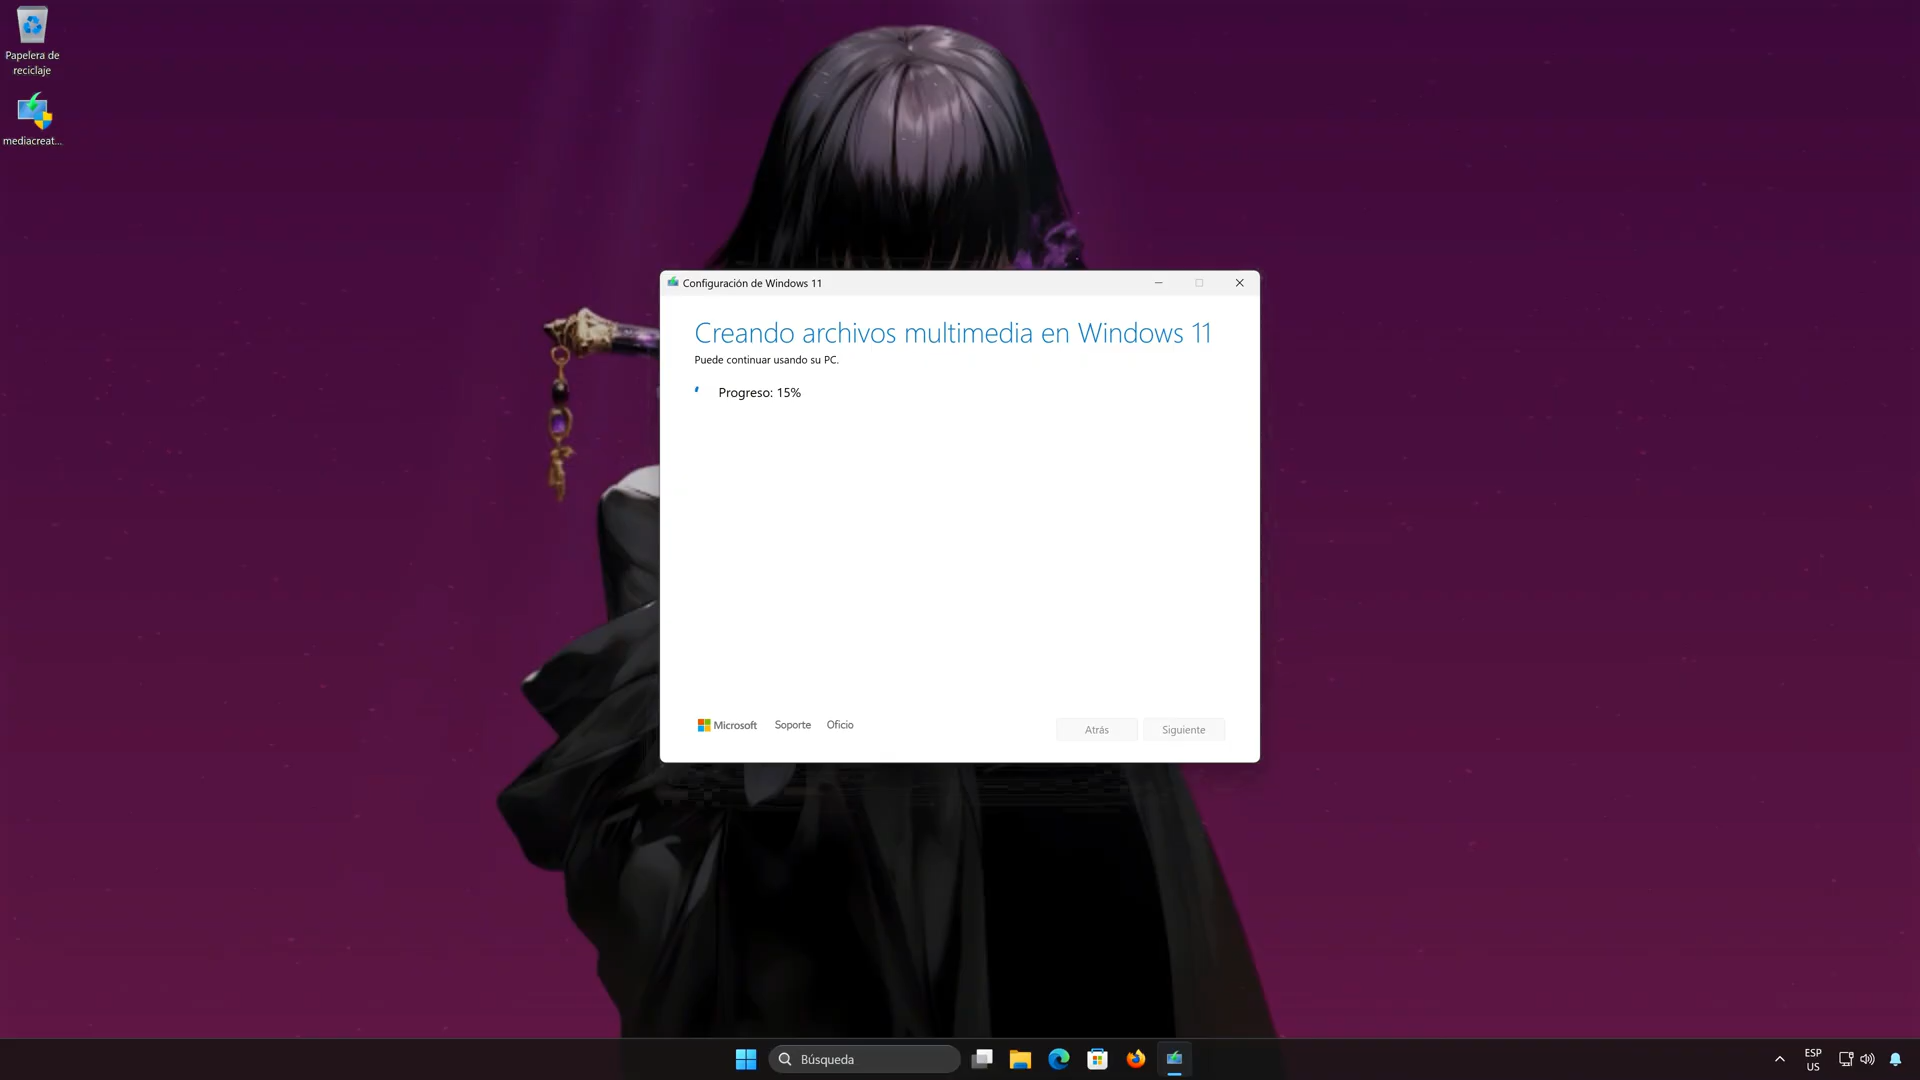 Papelera de
reciclaje
mediacreat...
Configuración de Windows 11
Creando archivos multimedia en Windows 11
Puede continuar usando su PC.
Progreso: 15%
Microsoft
Soporte
Oficio
Atrás
Siguiente
Búsqueda
ESP
US